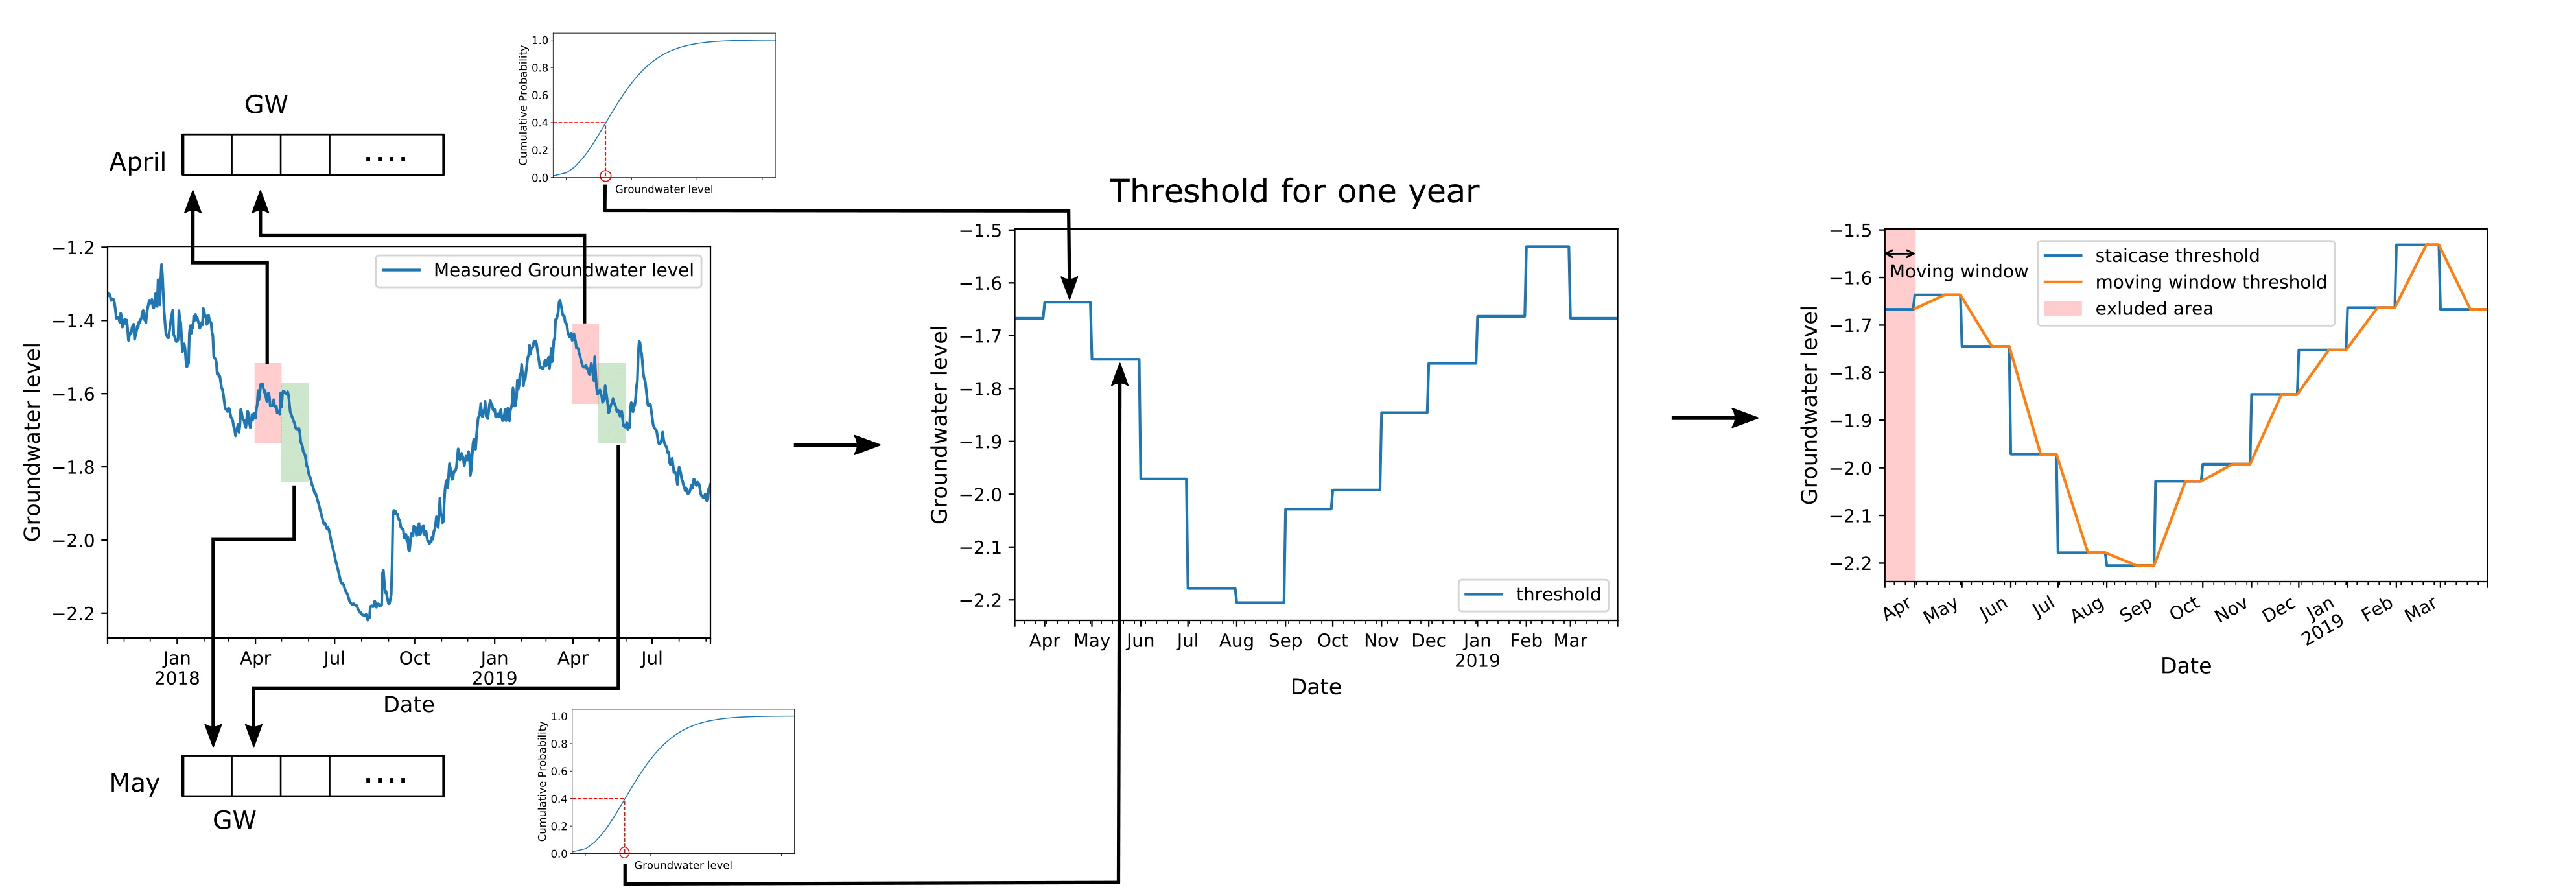 GW
April
....
1.0
0.8
0.6
0.4
0.2
0.0
Cumulative Probability
Groundwater level
−1.2
−1.4
−1.6
−1.8
−2.0
−2.2
Groundwater level
Measured Groundwater level
Jan
2018
Apr
Jul
Oct
Jan
2019
Apr
Jul
Date
May
....
GW
1.0
0.8
0.6
0.4
0.2
0.0
Cumulative Probability
Groundwater level
Threshold for one year
−1.5
−1.6
−1.7
−1.8
−1.9
−2.0
−2.1
−2.2
Groundwater level
threshold
Apr May Jun Jul Aug Sep Oct Nov Dec Jan Feb Mar
2019
Date
−1.5
−1.6
−1.7
−1.8
−1.9
−2.0
−2.1
−2.2
Groundwater level
Moving window
staicase threshold
moving window threshold
exluded area
Apr May Jun Jul Aug Sep Oct Nov Dec Jan Feb Mar
2019
Date